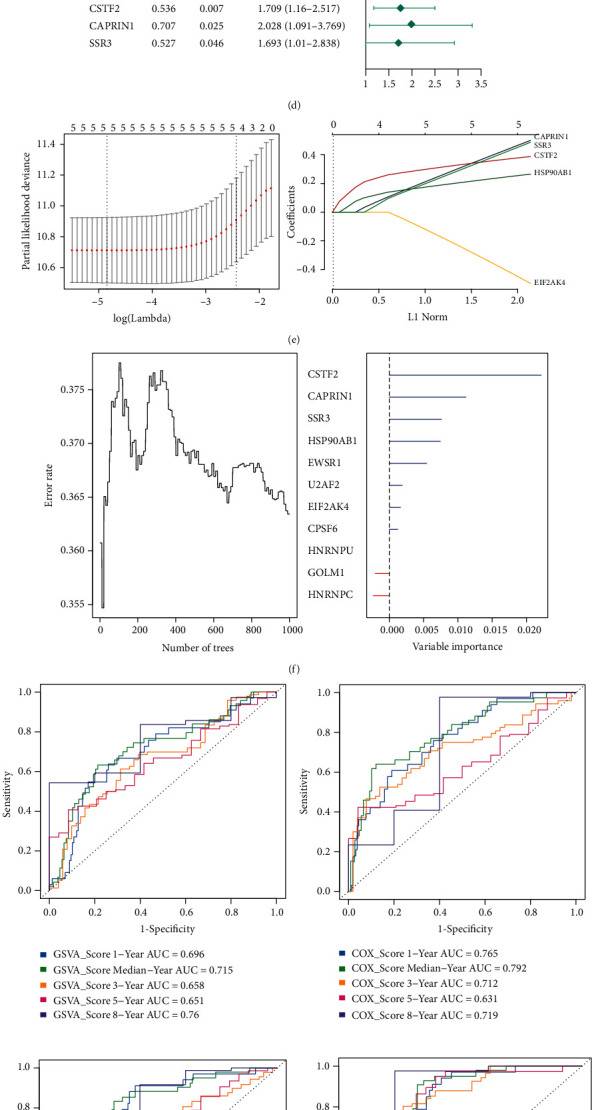 CSTF2 0.536 0.007 1.709 (1.16–2.517)
CAPRIN1 0.707 0.025 2.028 (1.091–3.769)
SSR3 0.527 0.046 1.693 (1.01–2.838)
1 1.5 2 2.5 3 3.5
(d)
5 5 5 5 5 5 5 5 5 5 5 5 5 4 3 2 0
11.4
11.2
11.0
10.8
10.6
Partial likelihood deviance
−5 −4 −3 −2
log(Lambda)
0 4 5 5 5
0.4
0.2
0.0
−0.2
−0.4
Coefficients
CAPRIN1
SSR3
CSTF2
HSP90AB1
EIF2AK4
0.0 0.5 1.0 1.5 2.0
L1 Norm
(e)
0.375
0.370
0.365
0.360
0.355
Error rate
0 200 400 600 800 1000
Number of trees
CSTF2
CAPRIN1
SSR3
HSP90AB1
EWSR1
U2AF2
EIF2AK4
CPSF6
HNRNPU
GOLM1
HNRNPC
0.000 0.005 0.010 0.015 0.020
Variable importance
(f)
1.0
0.8
0.6
0.4
0.2
0.0
Sensitivity
0.0 0.2 0.4 0.6 0.8 1.0
1-Specificity
GSVA_Score 1−Year AUC = 0.696
GSVA_Score Median−Year AUC = 0.715
GSVA_Score 3−Year AUC = 0.658
GSVA_Score 5−Year AUC = 0.651
GSVA_Score 8−Year AUC = 0.76
1.0
0.8
0.6
0.4
0.2
0.0
Sensitivity
0.0 0.2 0.4 0.6 0.8 1.0
1-Specificity
COX_Score 1−Year AUC = 0.765
COX_Score Median−Year AUC = 0.792
COX_Score 3−Year AUC = 0.712
COX_Score 5−Year AUC = 0.631
COX_Score 8−Year AUC = 0.719
1.0
0.8
1.0
0.8